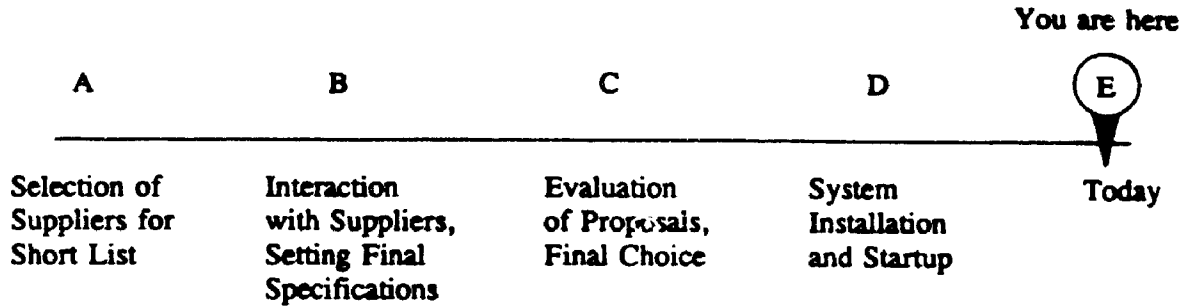 You are here
A B C D E
Selection of Suppliers for Short List
Interaction with Suppliers, Setting Final Specifications
Evaluation of Proposals, Final Choice
System Installation and Startup
Today